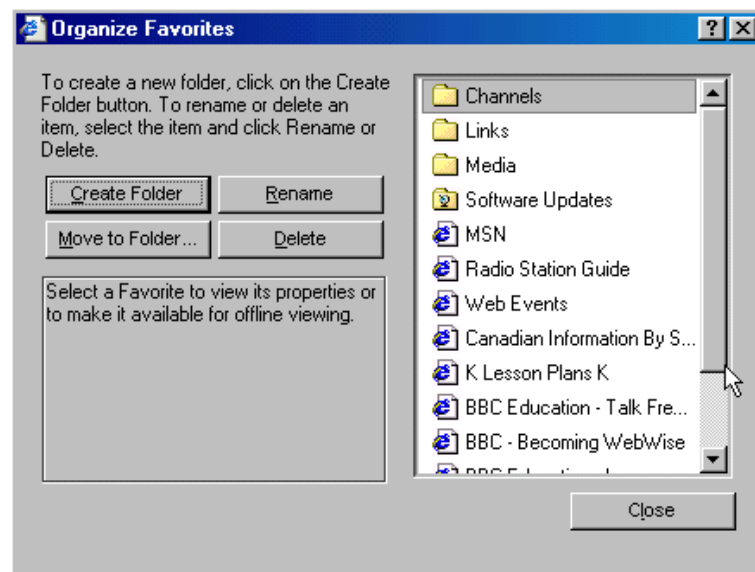 Organize Favorites
To create a new folder, click on the Create
Folder button. To rename or delete an
item, select the item and click Rename or
Delete.
Create Folder
Rename
Move to Folder...
Delete
Select a Favorite to view its properties or
to make it available for offline viewing.
Channels
Links
Media
Software Updates
MSN
Radio Station Guide
Web Events
Canadian Information By S...
K Lesson Plans K
BBC Education - Talk Fre...
BBC - Becoming WebWise
Close